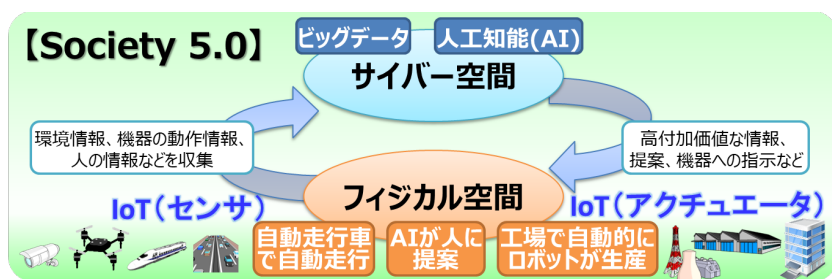 【Society 5.0】
ビッグデータ
人工知能(AI)
サイバー空間
環境情報、機器の動作情報、
人の情報などを収集
高付加価値な情報、
提案、機器への指示など
フィジカル空間
IoT(センサ)
IoT(アクチュエータ)
自動走行車
で自動走行
AIが人に
提案
工場で自動的に
ロボットが生産